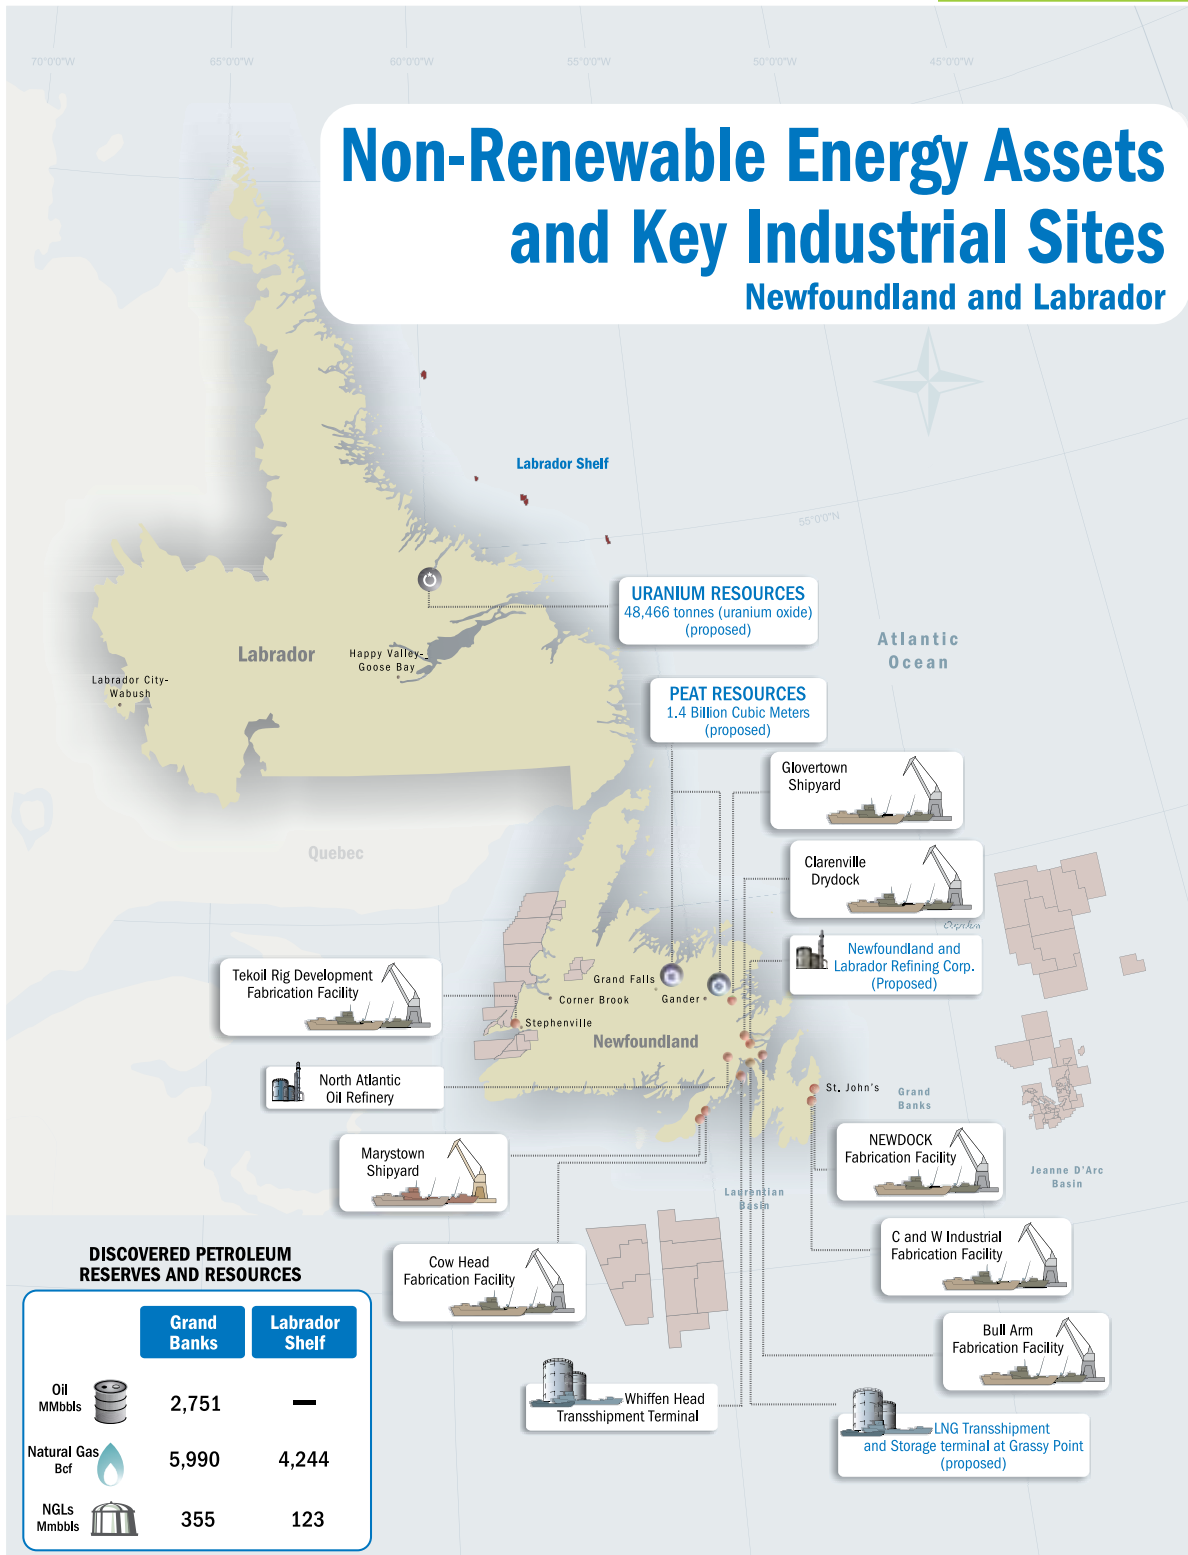 70°0'0"W
65°0'0"W
60°0'0"W
55°0'0"W
50°0'0"W
45°0'0"W
Non-Renewable Energy Assets
and Key Industrial Sites
Newfoundland and Labrador
Labrador Shelf
55°0'0"N
URANIUM RESOURCES
48,466 tonnes (uranium oxide)
(proposed)
Atlantic
Ocean
Labrador
Happy Valley-
Goose Bay
Labrador City-
Wabush
PEAT RESOURCES
1.4 Billion Cubic Meters
(proposed)
Glovertown
Shipyard
Quebec
Clarenville
Drydock
Newfoundland and
Labrador Refining Corp.
(Proposed)
Tekoil Rig Development
Fabrication Facility
Grand Falls
Corner Brook
Gander
Stephenville
Newfoundland
North Atlantic
Oil Refinery
St. John's
Grand
Banks
Marystown
Shipyard
NEWDOCK
Fabrication Facility
Jeanne D'Arc
Basin
Laurentian
Basin
C and W Industrial
Fabrication Facility
Cow Head
Fabrication Facility
Bull Arm
Fabrication Facility
Whiffen Head
Transshipment Terminal
LNG Transshipment
and Storage terminal at Grassy Point
(proposed)
DISCOVERED PETROLEUM
RESERVES AND RESOURCES
Grand
Banks
Labrador
Shelf
Oil
MMbbls
2,751
—
Natural Gas
Bcf
5,990
4,244
NGLs
Mmbbls
355
123